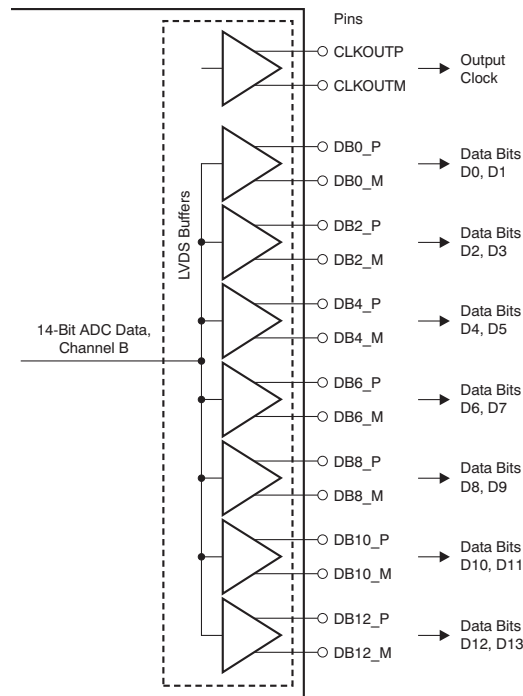 Pins
CLKOUTP
CLKOUTM
Output
Clock
DB0_P
DB0_M
Data Bits
D0, D1
LVDS Buffers
DB2_P
DB2_M
Data Bits
D2, D3
DB4_P
DB4_M
Data Bits
D4, D5
14-Bit ADC Data,
Channel B
DB6_P
DB6_M
Data Bits
D6, D7
DB8_P
DB8_M
Data Bits
D8, D9
DB10_P
DB10_M
Data Bits
D10, D11
DB12_P
DB12_M
Data Bits
D12, D13